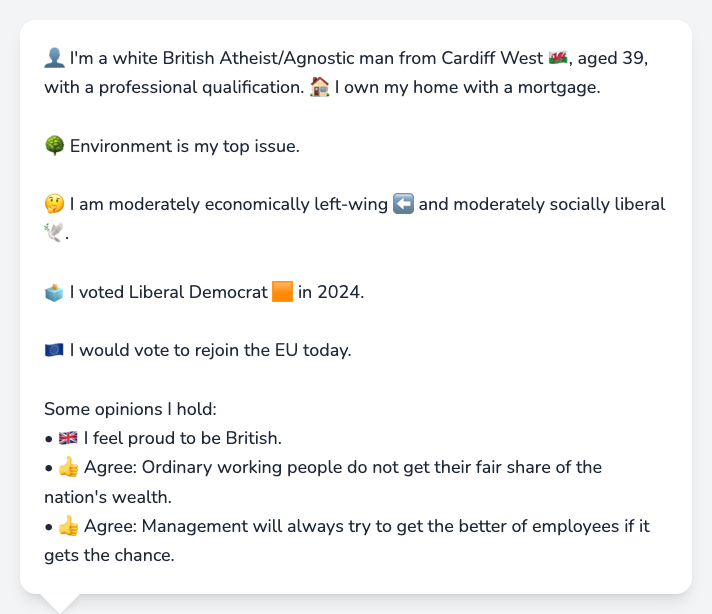 👤 I'm a white British Atheist/Agnostic man from Cardiff West 🏴󠁧󠁢󠁷󠁬󠁳󠁿, aged 39,
with a professional qualification. 🏠 I own my home with a mortgage.
🌳 Environment is my top issue.
🤔 I am moderately economically left-wing ⬅️ and moderately socially liberal
🕊️.
🗳️ I voted Liberal Democrat 🟧 in 2024.
🇪🇺 I would vote to rejoin the EU today.
Some opinions I hold:
• 🇬🇧 I feel proud to be British.
• 👍 Agree: Ordinary working people do not get their fair share of the
nation's wealth.
• 👍 Agree: Management will always try to get the better of employees if it
gets the chance.